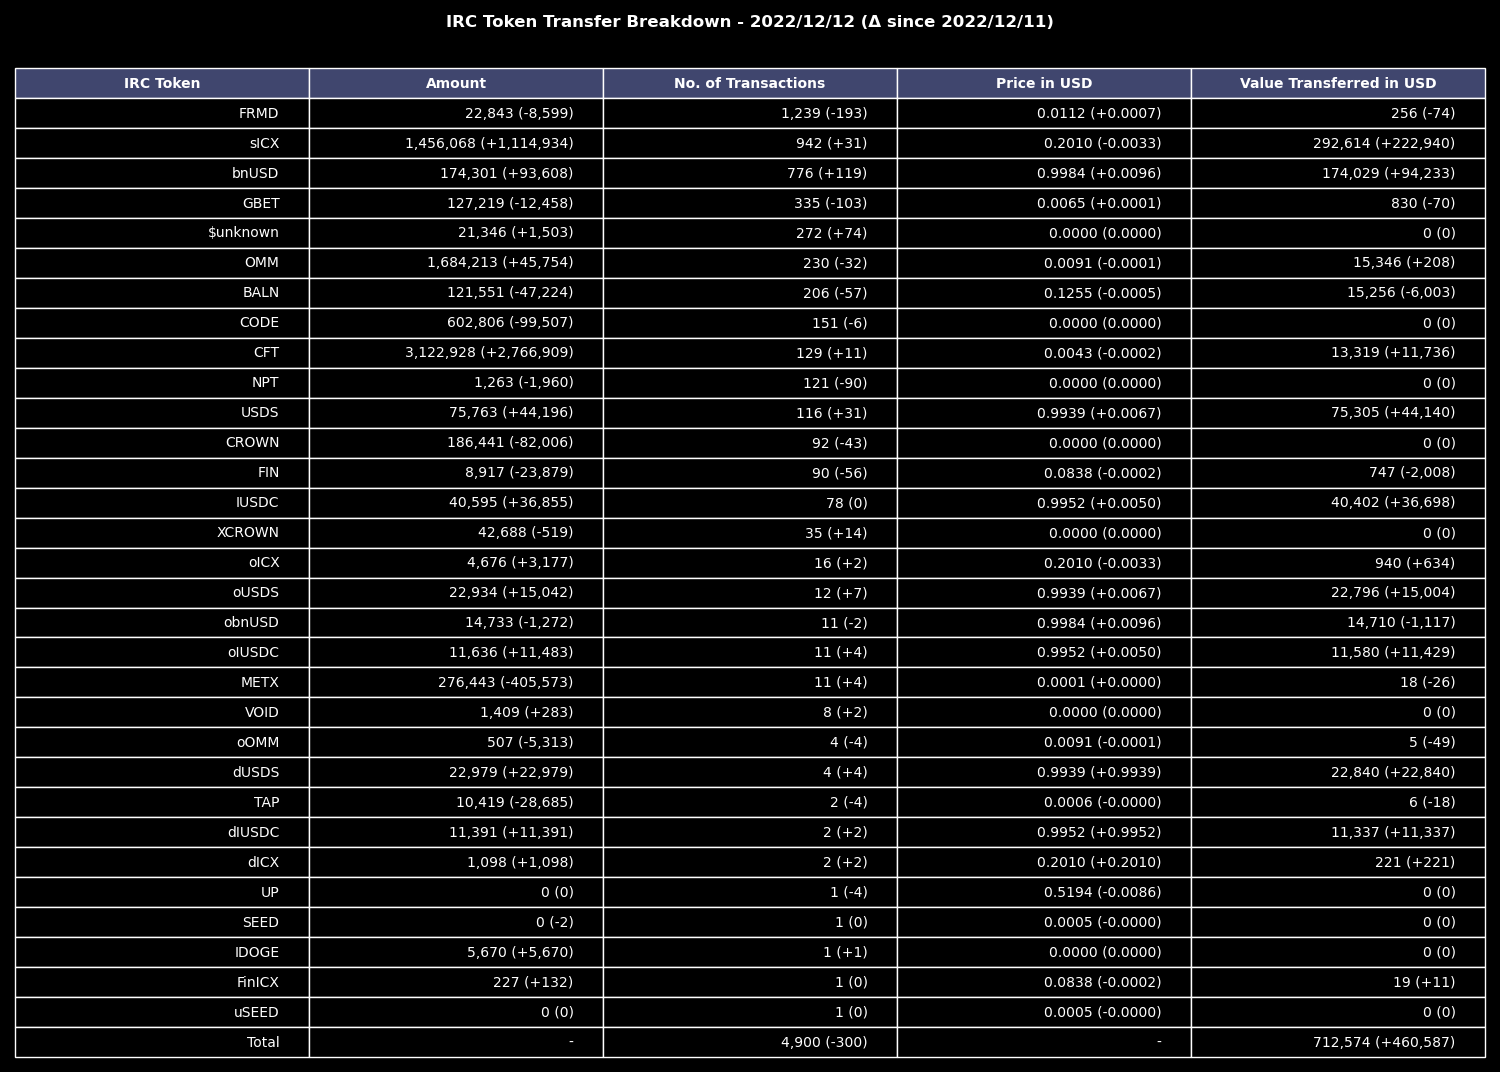 IRC Token Transfer Breakdown - 2022/12/12 (Δ since 2022/12/11)
IRC Token Amount No. of Transactions Price in USD Value Transferred in USD
FRMD 22,843 (-8,599) 1,239 (-193) 0.0112 (+0.0007) 256 (-74)
sICX 1,456,068 (+1,114,934) 942 (+31) 0.2010 (-0.0033) 292,614 (+222,940)
bnUSD 174,301 (+93,608) 776 (+119) 0.9984 (+0.0096) 174,029 (+94,233)
GBET 127,219 (-12,458) 335 (-103) 0.0065 (+0.0001) 830 (-70)
$unknown 21,346 (+1,503) 272 (+74) 0.0000 (0.0000) 0 (0)
OMM 1,684,213 (+45,754) 230 (-32) 0.0091 (-0.0001) 15,346 (+208)
BALN 121,551 (-47,224) 206 (-57) 0.1255 (-0.0005) 15,256 (-6,003)
CODE 602,806 (-99,507) 151 (-6) 0.0000 (0.0000) 0 (0)
CFT 3,122,928 (+2,766,909) 129 (+11) 0.0043 (-0.0002) 13,319 (+11,736)
NPT 1,263 (-1,960) 121 (-90) 0.0000 (0.0000) 0 (0)
USDS 75,763 (+44,196) 116 (+31) 0.9939 (+0.0067) 75,305 (+44,140)
CROWN 186,441 (-82,006) 92 (-43) 0.0000 (0.0000) 0 (0)
FIN 8,917 (-23,879) 90 (-56) 0.0838 (-0.0002) 747 (-2,008)
IUSDC 40,595 (+36,855) 78 (0) 0.9952 (+0.0050) 40,402 (+36,698)
XCROWN 42,688 (-519) 35 (+14) 0.0000 (0.0000) 0 (0)
oICX 4,676 (+3,177) 16 (+2) 0.2010 (-0.0033) 940 (+634)
oUSDS 22,934 (+15,042) 12 (+7) 0.9939 (+0.0067) 22,796 (+15,004)
obnUSD 14,733 (-1,272) 11 (-2) 0.9984 (+0.0096) 14,710 (-1,117)
oIUSDC 11,636 (+11,483) 11 (+4) 0.9952 (+0.0050) 11,580 (+11,429)
METX 276,443 (-405,573) 11 (+4) 0.0001 (+0.0000) 18 (-26)
VOID 1,409 (+283) 8 (+2) 0.0000 (0.0000) 0 (0)
oOMM 507 (-5,313) 4 (-4) 0.0091 (-0.0001) 5 (-49)
dUSDS 22,979 (+22,979) 4 (+4) 0.9939 (+0.9939) 22,840 (+22,840)
TAP 10,419 (-28,685) 2 (-4) 0.0006 (-0.0000) 6 (-18)
dIUSDC 11,391 (+11,391) 2 (+2) 0.9952 (+0.9952) 11,337 (+11,337)
dICX 1,098 (+1,098) 2 (+2) 0.2010 (+0.2010) 221 (+221)
UP 0 (0) 1 (-4) 0.5194 (-0.0086) 0 (0)
SEED 0 (-2) 1 (0) 0.0005 (-0.0000) 0 (0)
IDOGE 5,670 (+5,670) 1 (+1) 0.0000 (0.0000) 0 (0)
FinICX 227 (+132) 1 (0) 0.0838 (-0.0002) 19 (+11)
uSEED 0 (0) 1 (0) 0.0005 (-0.0000) 0 (0)
Total - 4,900 (-300) - 712,574 (+460,587)